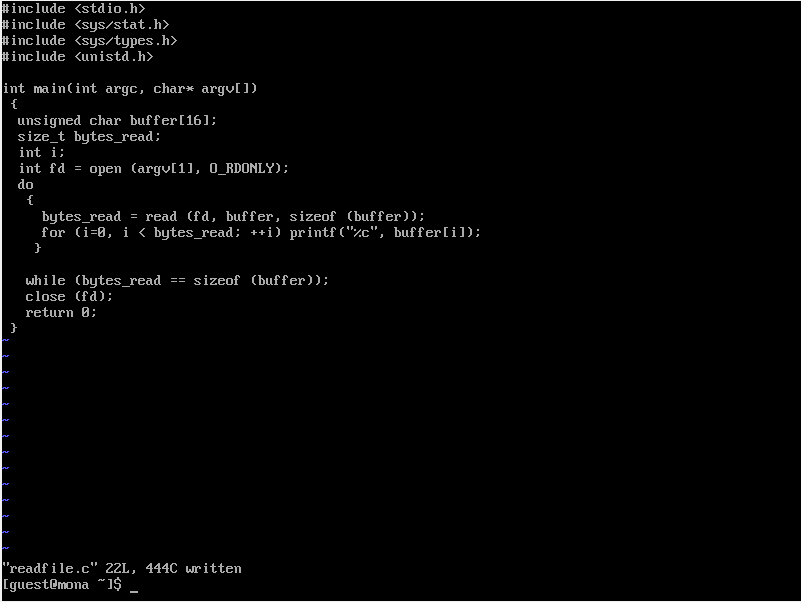 #include <stdio.h>
#include <sys/stat.h>
#include <sys/types.h>
#include <unistd.h>

int main(int argc, char* argv[])
 {
  unsigned char buffer[16];
  size_t bytes_read;
  int i;
  int fd = open (argv[1], O_RDONLY);
  do
   {
     bytes_read = read (fd, buffer, sizeof (buffer));
     for (i=0, i < bytes_read; ++i) printf("%c", buffer[i]);
    }

   while (bytes_read == sizeof (buffer));
   close (fd);
   return 0;
 }
~
~
~
~
~
~
~
~
~
~
~
~
~
~
"readfile.c" 22L, 444C written
[guest@mona ~]$ _